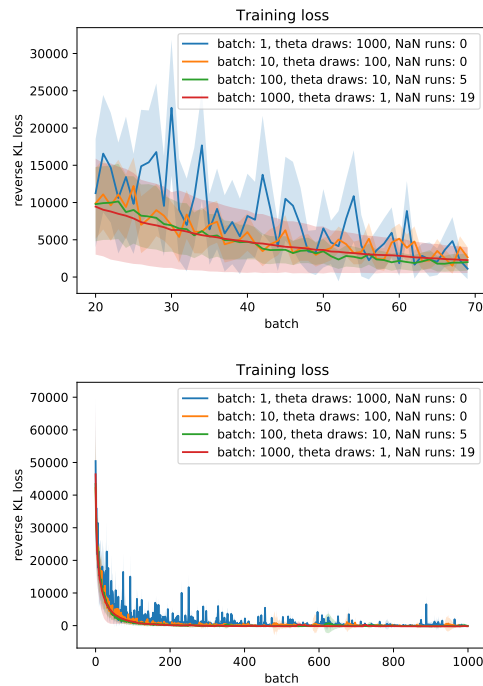 Training loss
batch: 1, theta draws: 1000, NaN runs: 0
batch: 10, theta draws: 100, NaN runs: 0
batch: 100, theta draws: 10, NaN runs: 5
batch: 1000, theta draws: 1, NaN runs: 19
reverse KL loss
30000
25000
20000
15000
10000
5000
0
20
30
40
50
60
70
batch
Training loss
batch: 1, theta draws: 1000, NaN runs: 0
batch: 10, theta draws: 100, NaN runs: 0
batch: 100, theta draws: 10, NaN runs: 5
batch: 1000, theta draws: 1, NaN runs: 19
reverse KL loss
70000
60000
50000
40000
30000
20000
10000
0
0
200
400
600
800
1000
batch